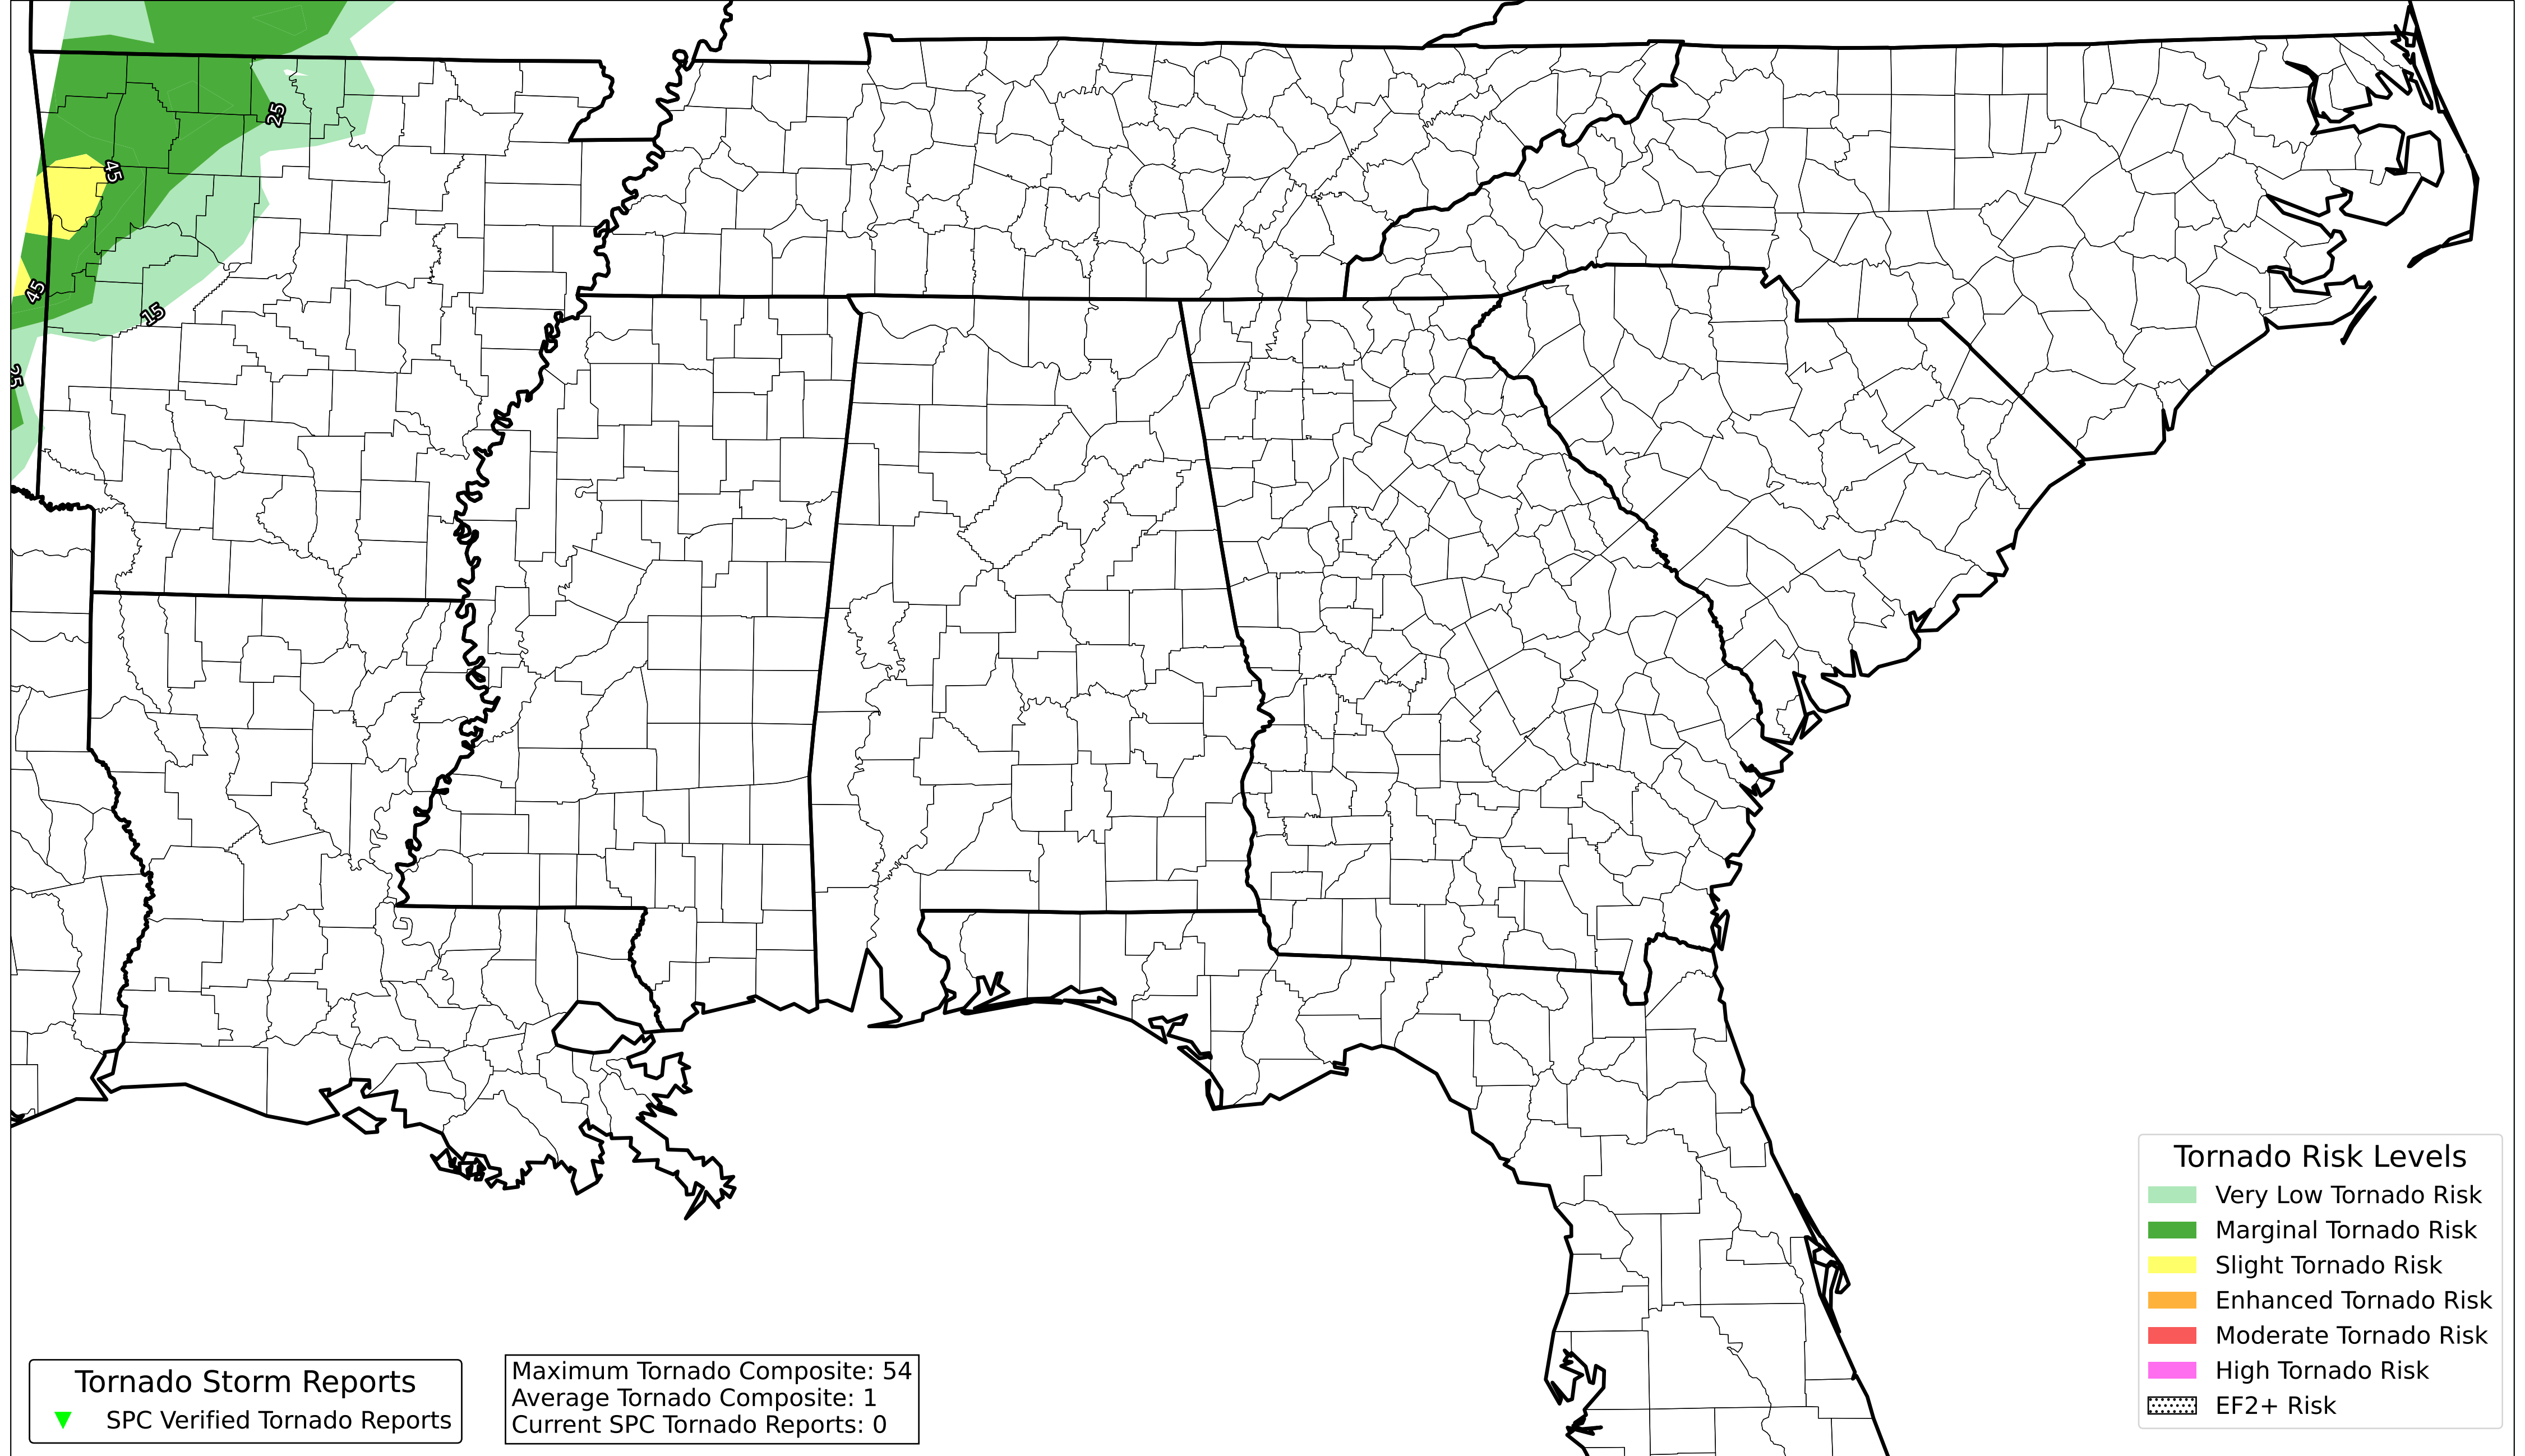 25
45
45
15
25
Tornado Storm Reports
SPC Verified Tornado Reports
Maximum Tornado Composite: 54
Average Tornado Composite: 1
Current SPC Tornado Reports: 0
Tornado Risk Levels
Very Low Tornado Risk
Marginal Tornado Risk
Slight Tornado Risk
Enhanced Tornado Risk
Moderate Tornado Risk
High Tornado Risk
EF2+ Risk